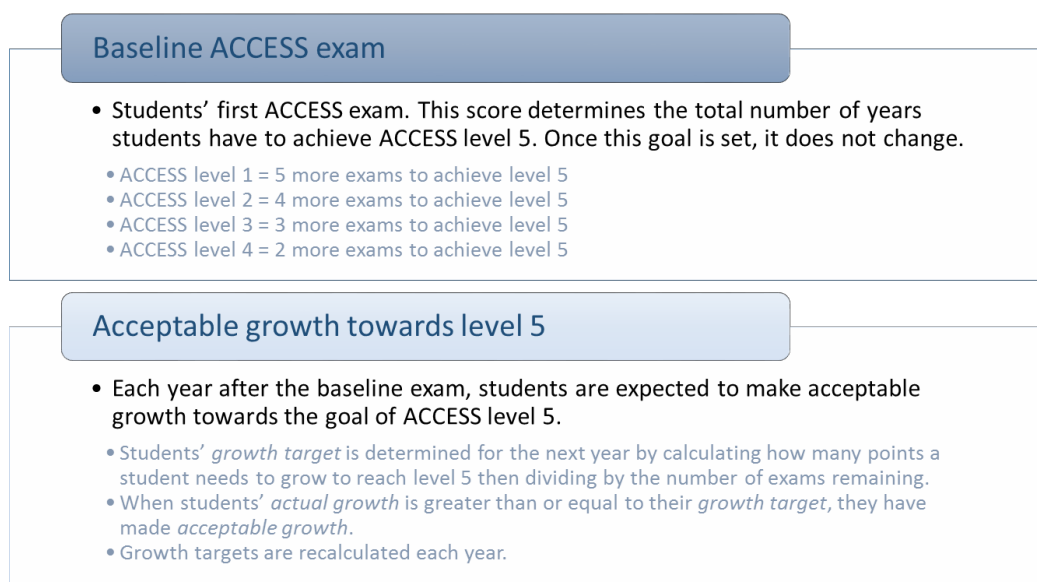 Baseline ACCESS exam
• Students’ first ACCESS exam. This score determines the total number of years
students have to achieve ACCESS level 5. Once this goal is set, it does not change.
• ACCESS level 1 = 5 more exams to achieve level 5
• ACCESS level 2 = 4 more exams to achieve level 5
• ACCESS level 3 = 3 more exams to achieve level 5
• ACCESS level 4 = 2 more exams to achieve level 5
Acceptable growth towards level 5
• Each year after the baseline exam, students are expected to make acceptable
growth towards the goal of ACCESS level 5.
• Students’ growth target is determined for the next year by calculating how many points a
student needs to grow to reach level 5 then dividing by the number of exams remaining.
• When students’ actual growth is greater than or equal to their growth target, they have
made acceptable growth.
• Growth targets are recalculated each year.